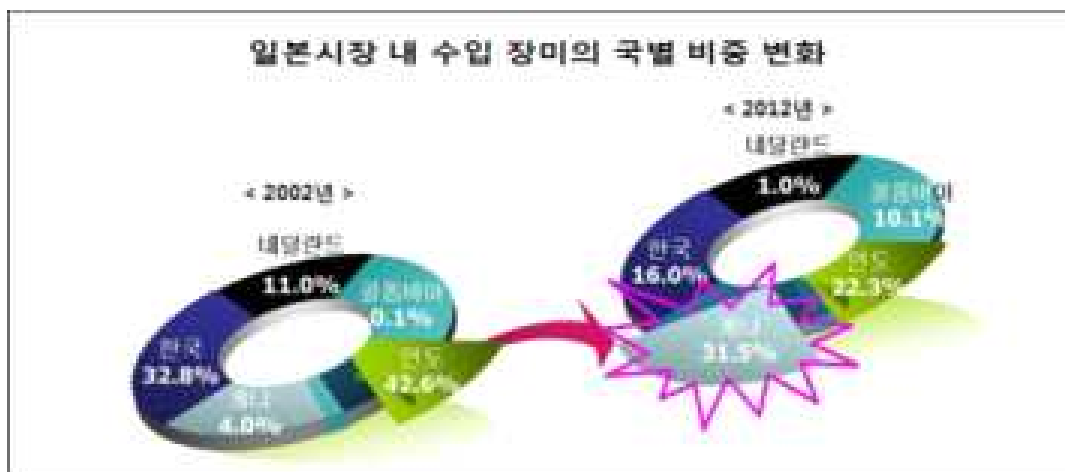 일본시장 내 수입 장미의 국별 비중 변화
< 2002년 >
네덜란드
11.0%
콜롬비아
0.1%
한국
32.8%
인도
42.6%
4.0%
< 2012년 >
네덜란드
1.0%
콜롬비아
10.1%
한국
16.0%
인도
22.3%
31.5%